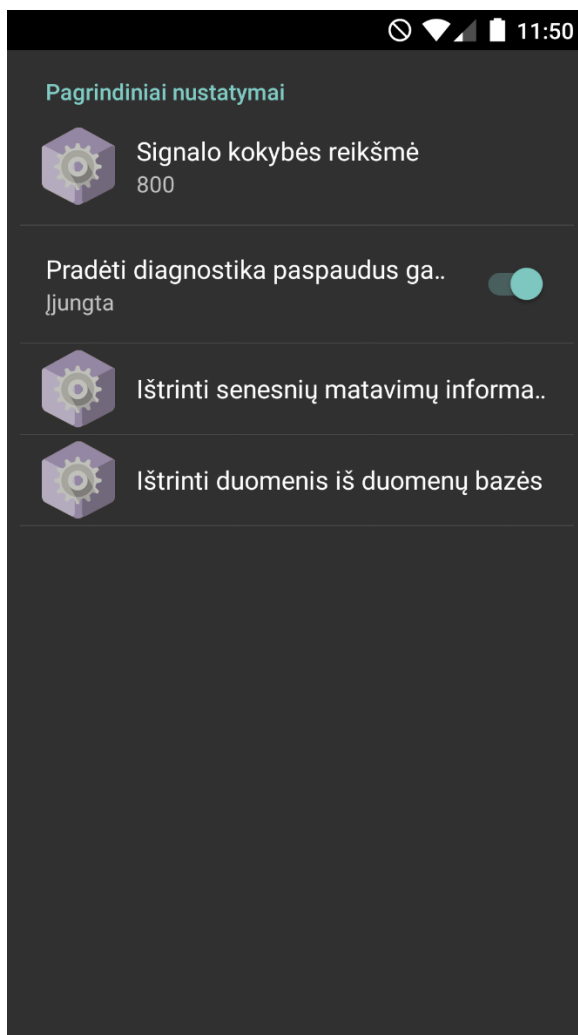 11:50
Pagrindiniai nustatymai
Signalo kokybės reikšmė
800
Pradėti diagnostika paspaudus ga..
Įjungta
Ištrinti senesnių matavimų informa..
Ištrinti duomenis iš duomenų bazės